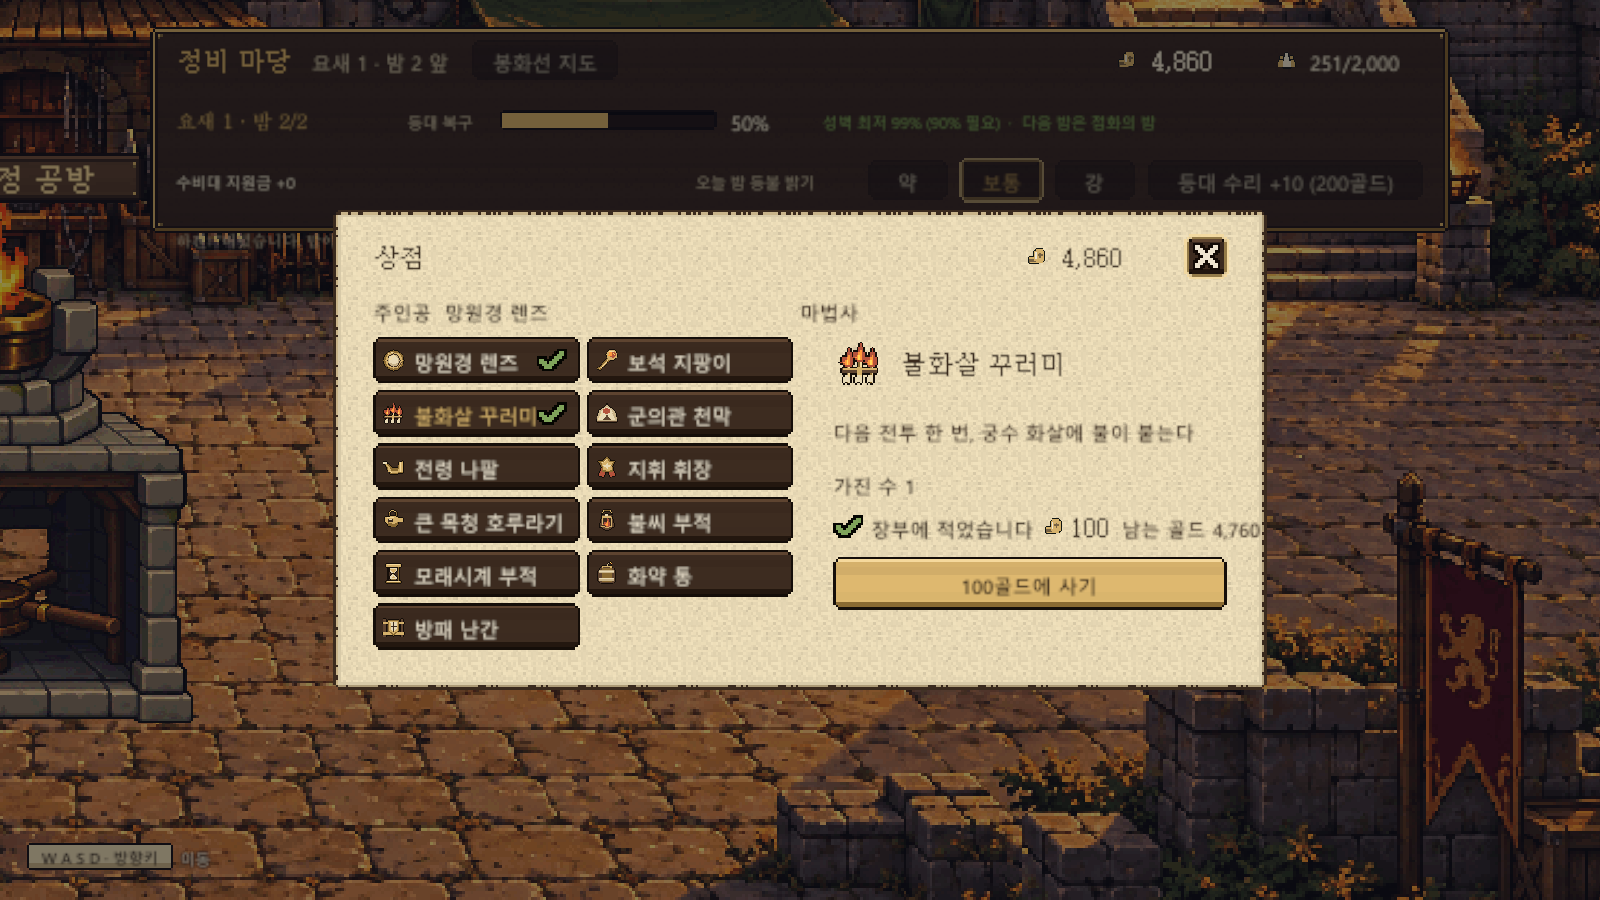 정비 마당 요새 1 · 밤 2 앞 봉화선 지도 4,860 251/2,000
요새 1 · 밤 2/2 등대 복구 50% 성벽 최저 99% (90% 필요) · 다음 밤은 점화의 밤
정 공방
수비대 지원금 +0 오늘 밤 등불 밝기 약 보통 강 등대 수리 +10 (200골드)
상점 4,860
주인공 망원경 렌즈 마법사
망원경 렌즈 보석 지팡이
불화살 꾸러미 군의관 천막
전령 나팔 지휘 휘장
큰 목청 호루라기 불씨 부적
모래시계 부적 화약 통
방패 난간
불화살 꾸러미
다음 전투 한 번, 궁수 화살에 불이 붙는다
가진 수 1
장부에 적었습니다 100 남는 골드 4,760
100골드에 사기
W A S D · 방향키 이동